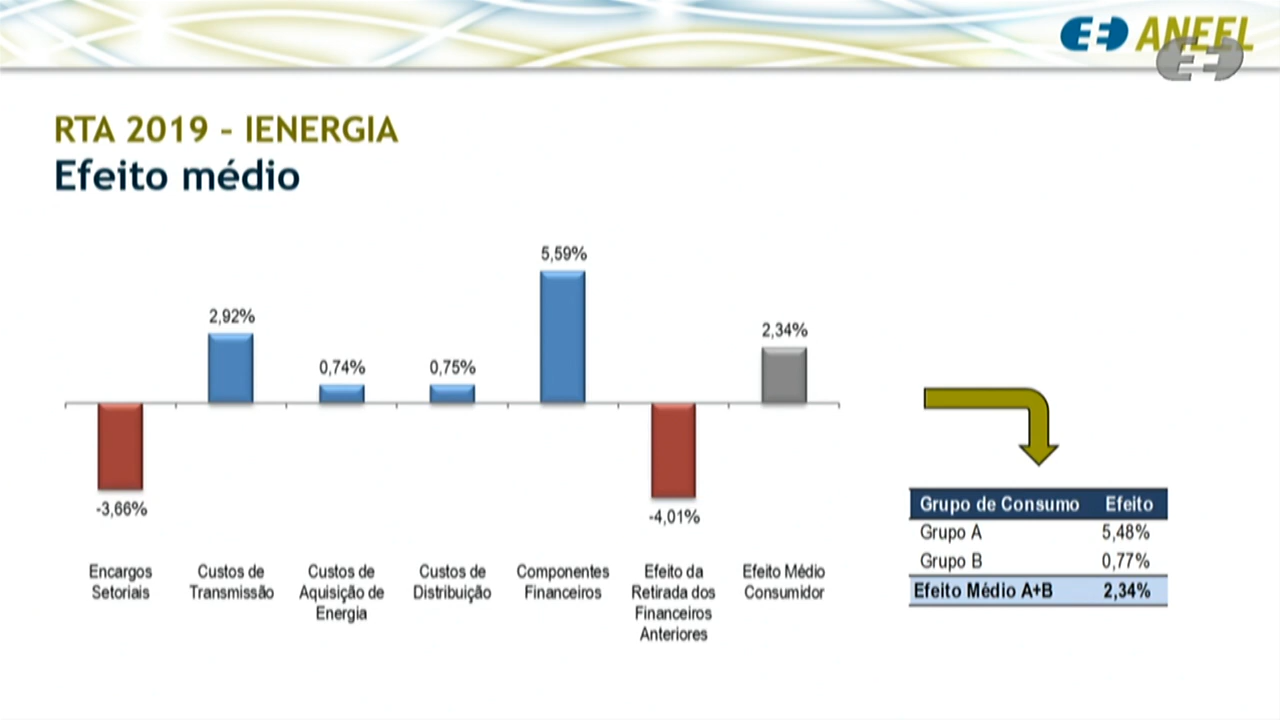 ANEEL
RTA 2019 – IENERGIA
Efeito médio
5,59%
2,92%
2,34%
0,74%
0,75%
-3,66%
-4,01%
Encargos
Setoriais
Custos de
Transmissão
Custos de
Aquisição de
Energia
Custos de
Distribuição
Componentes
Financeiros
Efeito da
Retirada dos
Financeiros
Anteriores
Efeito Médio
Consumidor
Grupo de Consumo Efeito
Grupo A 5,48%
Grupo B 0,77%
Efeito Médio A+B 2,34%